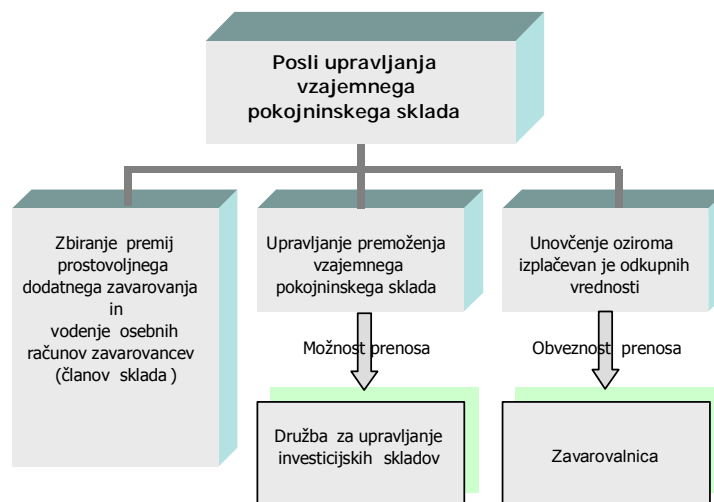 Posli upravljanja
vzajemnega
pokojninskega sklada
Zbiranje premij
prostovoljnega
dodatnega zavarovanja
in
vodenje osebnih
računov zavarovancev
(članov sklada)
Upravljanje premoženja
vzajemnega
pokojninskega sklada
Unovčenje oziroma
izplačevan je odkupnih
vrednosti
Možnost prenosa
Obveznost prenosa
Družba za upravljanje
investicijskih skladov
Zavarovalnica